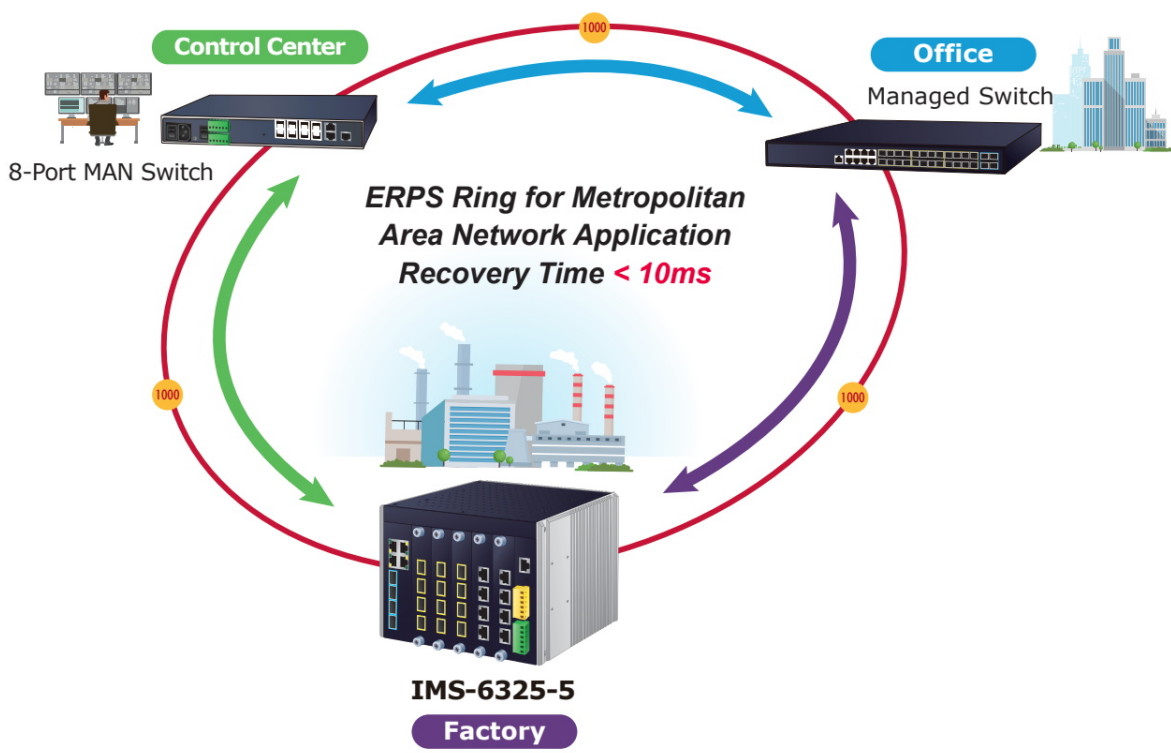 1000
Control Center
Office
Managed Switch
8-Port MAN Switch
ERPS Ring for Metropolitan
Area Network Application
Recovery Time < 10ms
1000
1000
IMS-6325-5
Factory